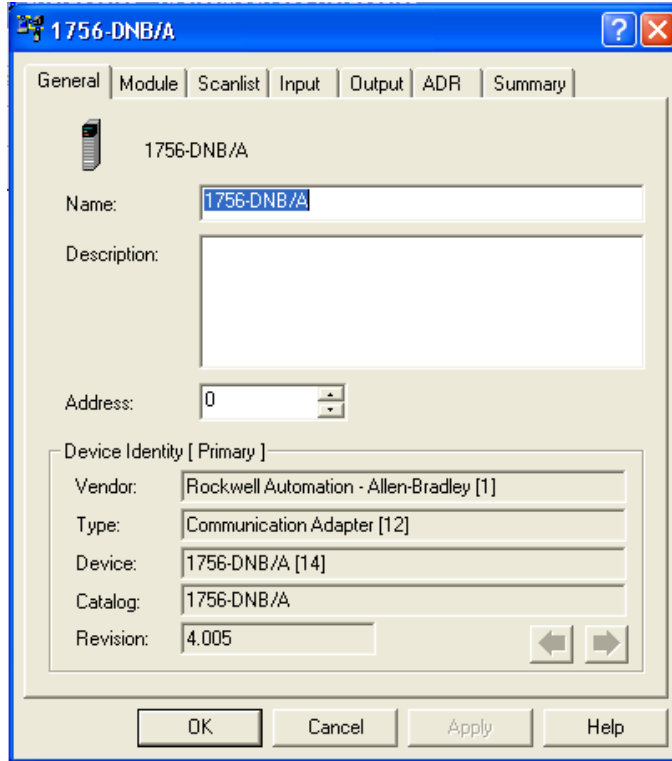 1756-DNB/A
General Module Scanlist Input Output ADR Summary
1756-DNB/A
Name: 1756-DNB/A
Description:
Address: 0
Device Identity [ Primary ]
Vendor: Rockwell Automation - Allen-Bradley [1]
Type: Communication Adapter [12]
Device: 1756-DNB/A [14]
Catalog: 1756-DNB/A
Revision: 4.005
OK Cancel Apply Help